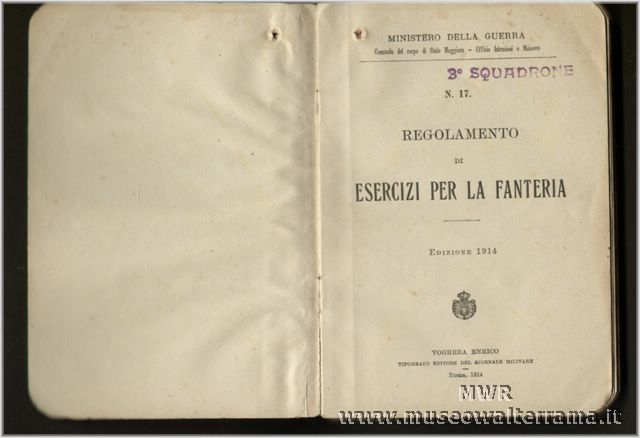 MINISTERO DELLA GUERRA
Comando del corpo di Stato Maggiore – Ufficio Istruzioni e Manovre
3º SQUADRONE
N. 17.
REGOLAMENTO
DI
ESERCIZI PER LA FANTERIA
EDIZIONE 1914
VOGHERA ENRICO
TIPOGRAFO EDITORE DEL GIORNALE MILITARE
Roma, 1914
MWR
www.museowalterrama.it